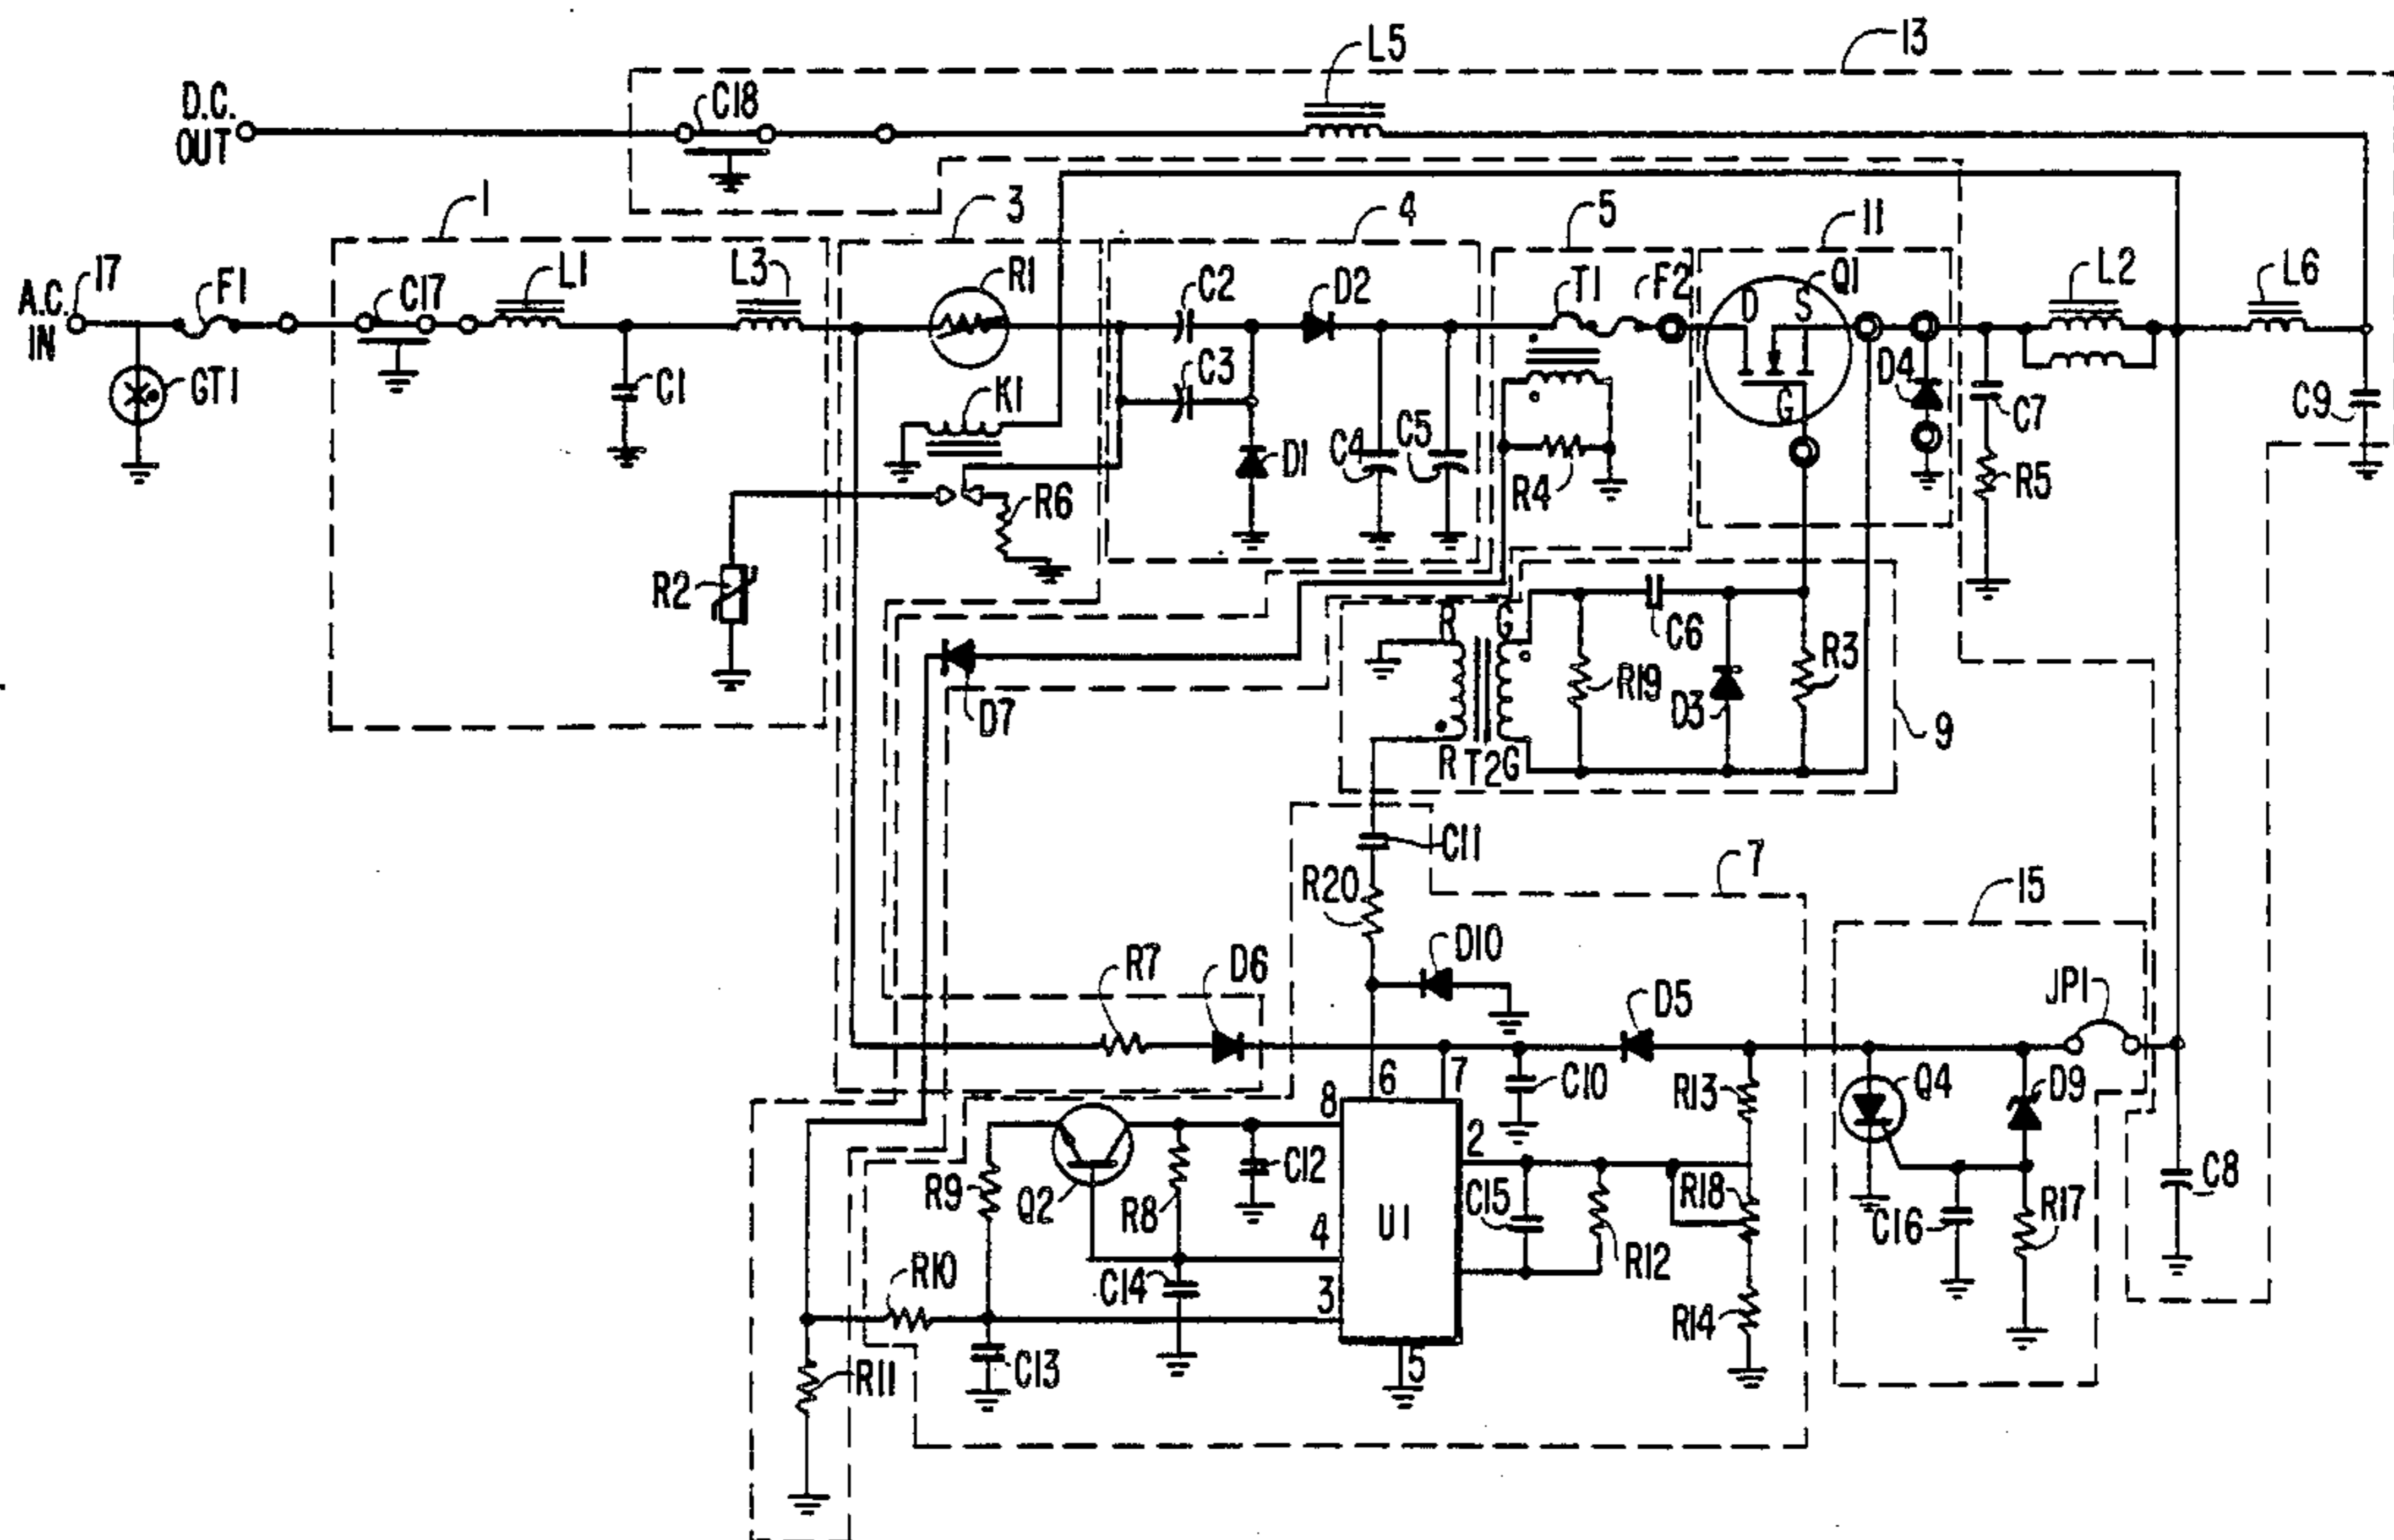 L5
13
D.C.
OUT
C18
1
3
4
5
11
A.C.
IN
17
F1
C17
L1
L3
R1
C2
D2
T1
F2
D
S
Q1
L2
L6
GT1
C1
K1
C3
D1
C4
C5
R4
G
D4
C7
R5
C9
R6
R2
D7
R
G
C6
R19
D3
R3
9
R
T2
G
C11
7
R20
15
R7
D6
D10
D5
JP1
6
7
C10
R13
Q4
D9
8
2
R9
Q2
R8
C12
U1
C15
R18
R12
C16
R17
C8
4
R10
C14
3
R14
R11
C13
5